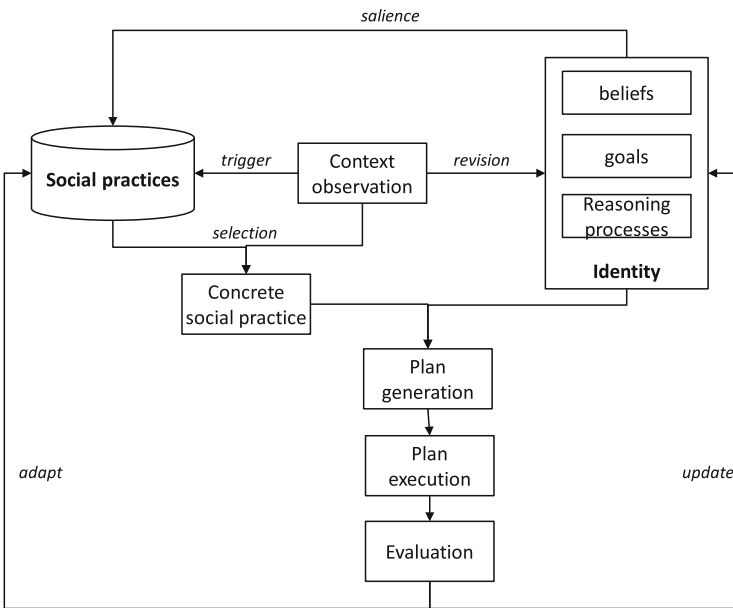 salience
beliefs
goals
Reasoning
processes
Identity
Social practices
trigger
Context
observation
revision
selection
Concrete
social practice
Plan
generation
Plan
execution
adapt
update
Evaluation